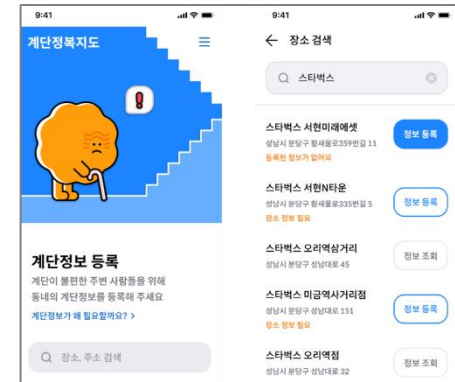 9:41
계단정복지도
계단정보 등록
계단이 불편한 주변 사람들을 위해
동네의 계단정보를 등록해 주세요
계단정보가 왜 필요할까요? >
장소, 주소 검색
9:41
← 장소 검색
스타벅스
스타벅스 서현미래에셋
성남시 분당구 황새울로359번길 11
등록된 정보가 없어요
정보 등록
스타벅스 서현N타운
성남시 분당구 황새울로335번길 5
장소 정보 필요
정보 등록
스타벅스 오리역삼거리
성남시 분당구 성남대로 45
정보 조회
스타벅스 미금역사거리점
성남시 분당구 성남대로 151
장소 정보 필요
정보 등록
스타벅스 오리역점
성남시 분당구 성남대로 32
정보 조회